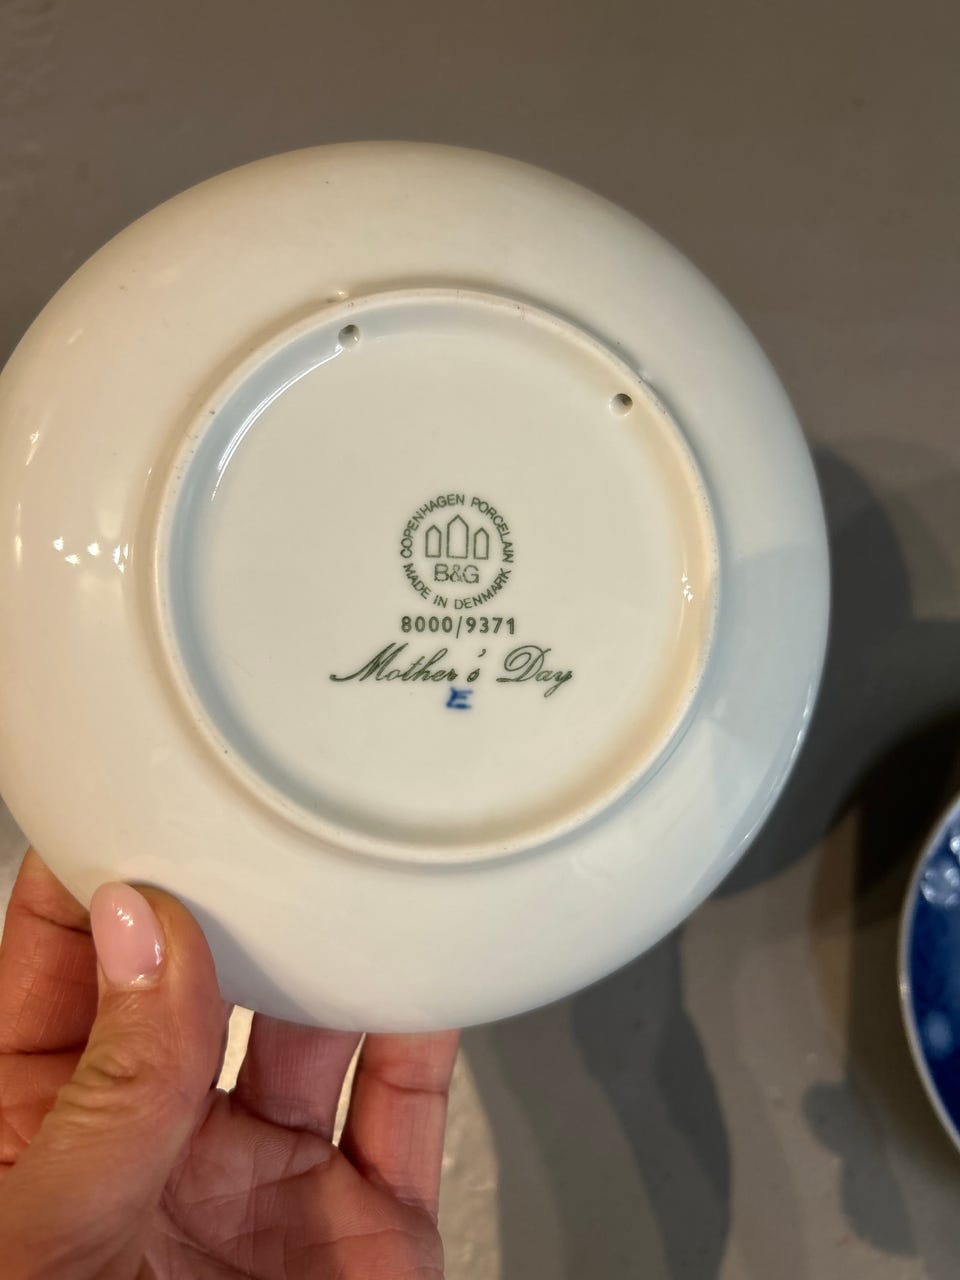 COPENHAGEN PORCELAIN
B&G
MADE IN DENMARK
8000/9371
Mother's Day
E